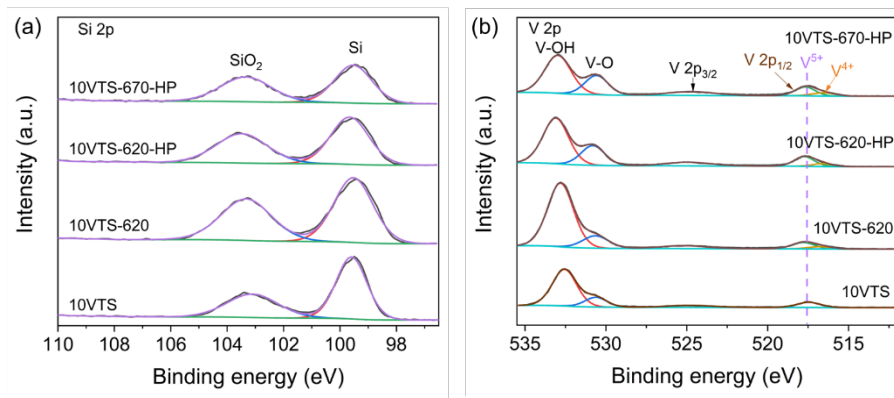 (a)
Si 2p
SiO₂
Si
10VTS-670-HP
10VTS-620-HP
10VTS-620
10VTS
Intensity (a.u.)
110 108 106 104 102 100 98
Binding energy (eV)
(b)
V 2p
V-OH
V-O
V 2p₃/₂
V 2p₁/₂
V⁵⁺
V⁴⁺
10VTS-670-HP
10VTS-620-HP
10VTS-620
10VTS
Intensity (a.u.)
535 530 525 520 515
Binding energy (eV)